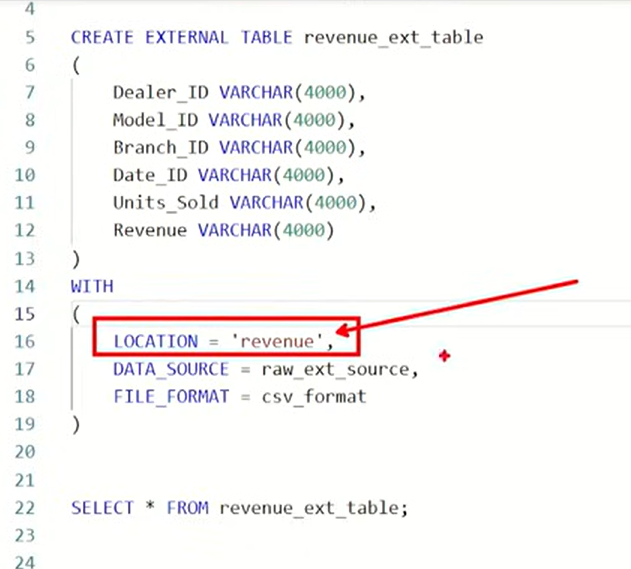 4
5 CREATE EXTERNAL TABLE revenue_ext_table
6 (
7 Dealer_ID VARCHAR(4000),
8 Model_ID VARCHAR(4000),
9 Branch_ID VARCHAR(4000),
10 Date_ID VARCHAR(4000),
11 Units_Sold VARCHAR(4000),
12 Revenue VARCHAR(4000)
13 )
14 WITH
15 (
16 LOCATION = 'revenue',
17 DATA_SOURCE = raw_ext_source,
18 FILE_FORMAT = csv_format
19 )
20
21
22 SELECT * FROM revenue_ext_table;
23
24